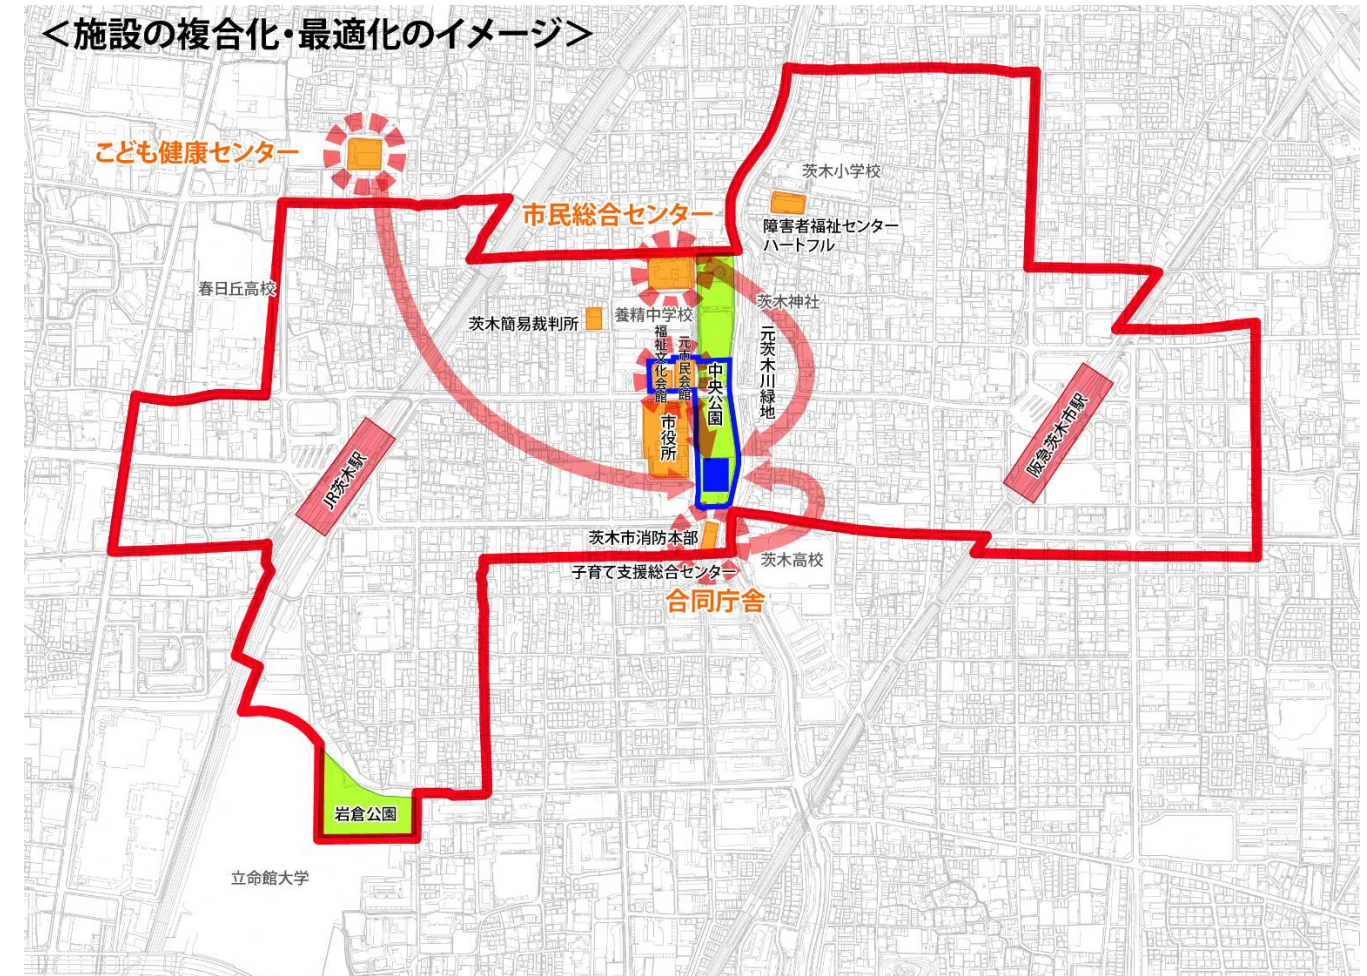 ＜施設の複合化・最適化のイメージ＞
こども健康センター
茨木小学校
市民総合センター
障害者福祉センター
ハートフル
春日丘高校
茨木神社
養精中学校
茨木簡易裁判所
福祉文化会館
元市民会館
中央公園
元茨木川緑地
市役所
阪急茨木市駅
JR茨木駅
茨木市消防本部
茨木高校
子育て支援総合センター
合同庁舎
岩倉公園
立命館大学